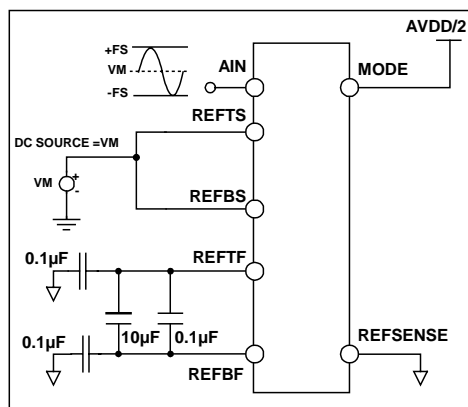 AVDD/2
+FS
VM
-FS
AIN
MODE
REFTS
DC SOURCE =VM
VM
+
-
REFBS
0.1µF
REFTF
10µF
0.1µF
0.1µF
REFBF
REFSENSE